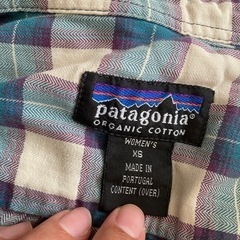 patagonia
ORGANIC COTTON
WOMEN'S
XS
MADE IN
PORTUGAL
CONTENT (OVER)